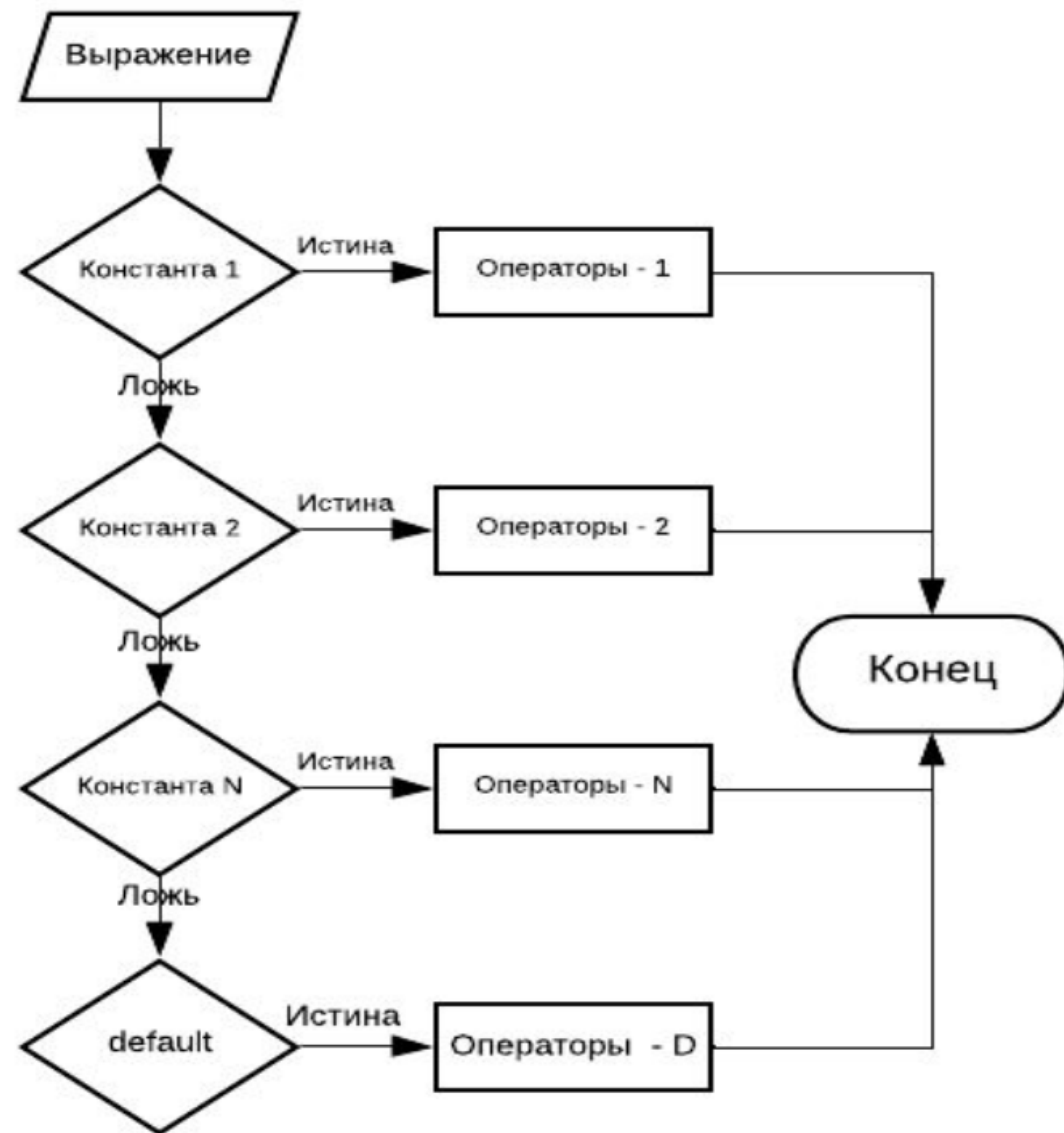 Выражение
Константа 1
Истина
Операторы - 1
Ложь
Константа 2
Истина
Операторы - 2
Ложь
Конец
Константа N
Истина
Операторы - N
Ложь
default
Истина
Операторы - D